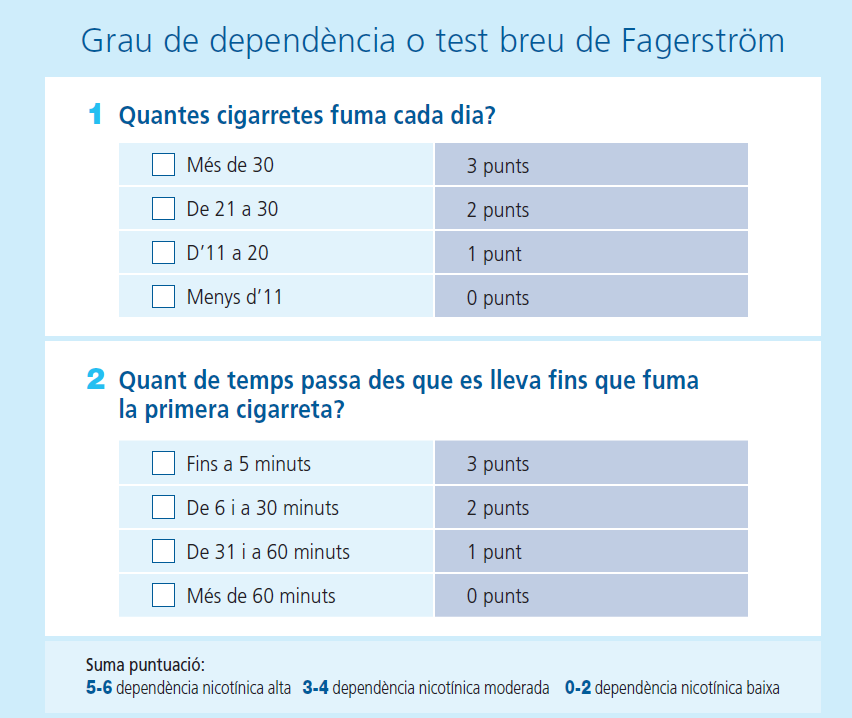 Grau de dependència o test breu de Fagerström
1 Quantes cigarretes fuma cada dia?
Més de 30 3 punts
De 21 a 30 2 punts
D’11 a 20 1 punt
Menys d’11 0 punts
2 Quant de temps passa des que es lleva fins que fuma
la primera cigarreta?
Fins a 5 minuts 3 punts
De 6 i a 30 minuts 2 punts
De 31 i a 60 minuts 1 punt
Més de 60 minuts 0 punts
Suma puntuació:
5-6 dependència nicotínica alta 3-4 dependència nicotínica moderada 0-2 dependència nicotínica baixa